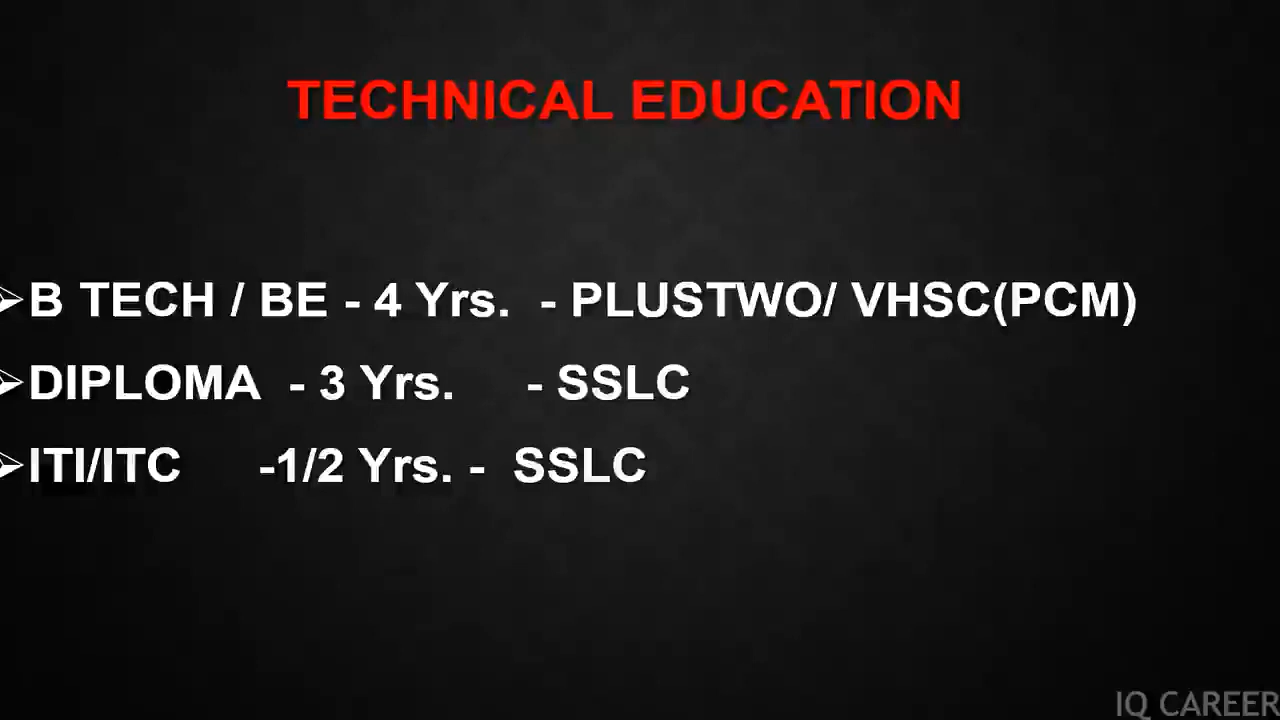 TECHNICAL EDUCATION
➢B TECH / BE - 4 Yrs. - PLUSTWO/ VHSC(PCM)
➢DIPLOMA - 3 Yrs. - SSLC
➢ITI/ITC -1/2 Yrs. - SSLC
IQ CAREER